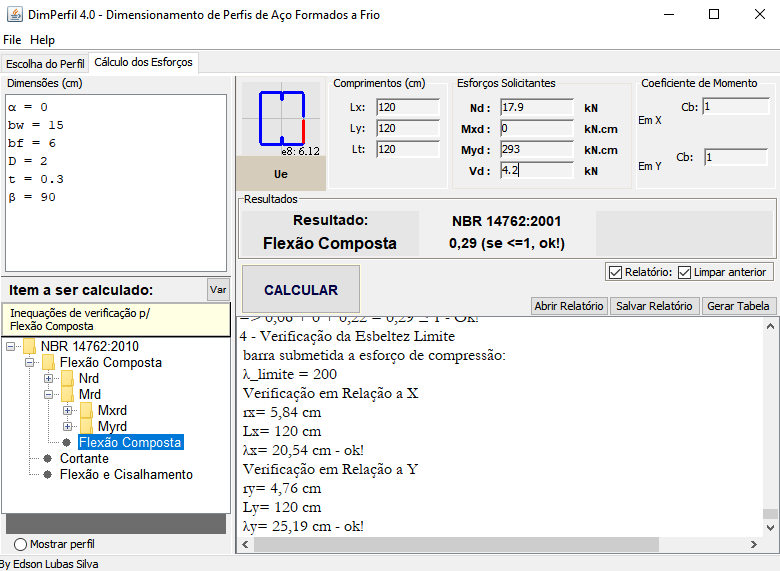 DimPerfil 4.0 - Dimensionamento de Perfis de Aço Formados a Frio
File Help
Escolha do Perfil Cálculo dos Esforços
Dimensões (cm)
α = 0
bw = 15
bf = 6
D = 2
t = 0.3
β = 90
e8: 6.12
Ue
Comprimentos (cm)
Lx: 120
Ly: 120
Lt: 120
Esforços Solicitantes
Nd : 17.9 kN
Mxd : 0 kN.cm
Myd : 293 kN.cm
Vd : 4.2 kN
Coeficiente de Momento
Em X Cb: 1
Em Y Cb: 1
Resultados
Resultado: NBR 14762:2001
Flexão Composta 0,29 (se <=1, ok!)
Item a ser calculado: Var
CALCULAR
Relatório: Limpar anterior
Abrir Relatório Salvar Relatório Gerar Tabela
Inequações de verificação p/
Flexão Composta
NBR 14762:2010
Flexão Composta
Nrd
Mrd
Mxrd
Myrd
Flexão Composta
Cortante
Flexão e Cisalhamento
Mostrar perfil
=> 0,06 + 0 + 0,22 = 0,29 ≤ 1 - Ok!
4 - Verificação da Esbeltez Limite
barra submetida a esforço de compressão:
λ_limite = 200
Verificação em Relação a X
rx= 5,84 cm
Lx= 120 cm
λx= 20,54 cm - ok!
Verificação em Relação a Y
ry= 4,76 cm
Ly= 120 cm
λy= 25,19 cm - ok!
By Edson Lubas Silva